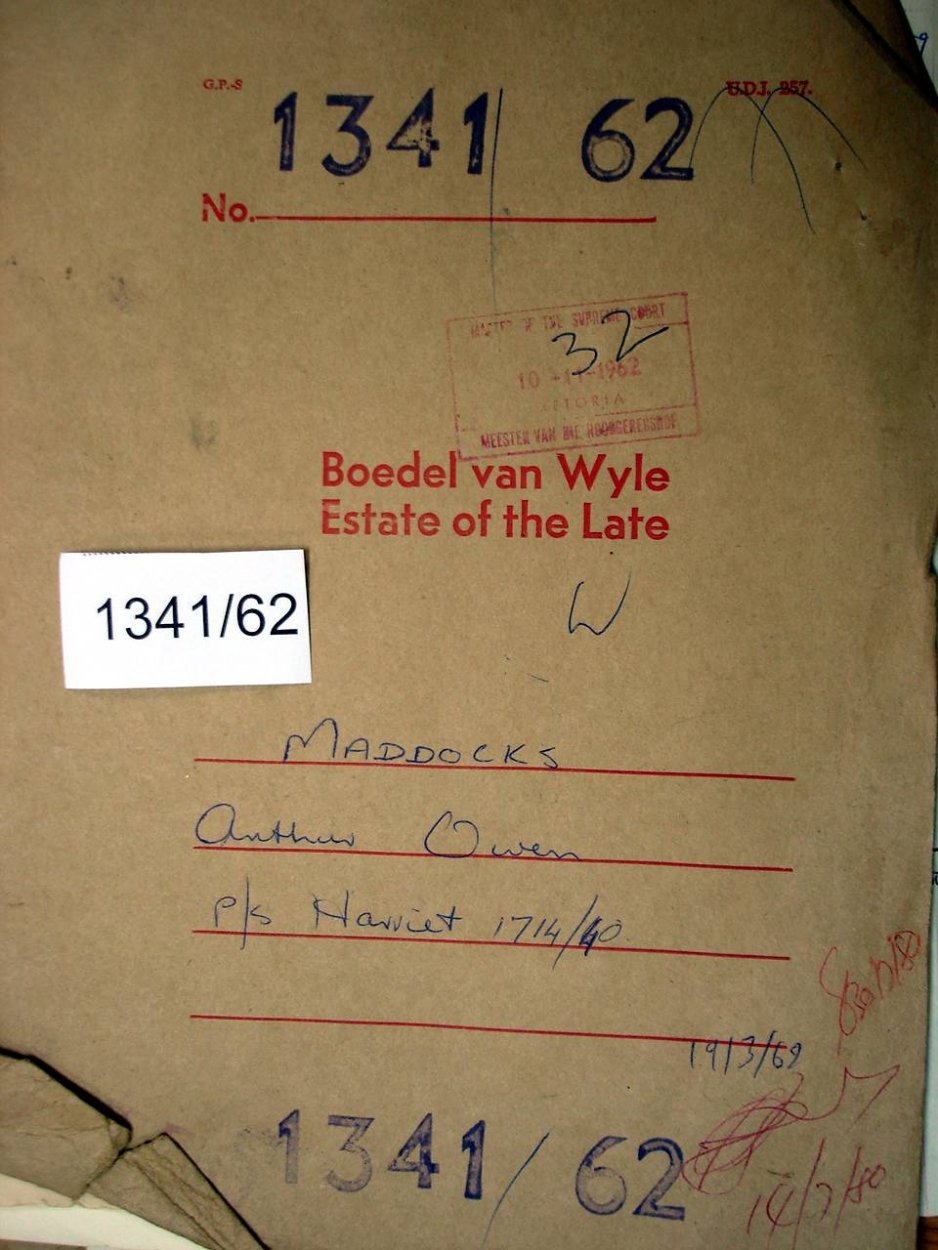 G.P.-S U.D.J. 257.
1341/62
No.
MASTER OF THE SUPREME COURT
32
10 - -1962
MEESTER VAN DIE HOOGGEREGSHOF
Boedel van Wyle
Estate of the Late
W
1341/62
MADDOCKS
Arthur Owen
P/S Harriet 1714/40
19/3/69
1341/62
14/7/80